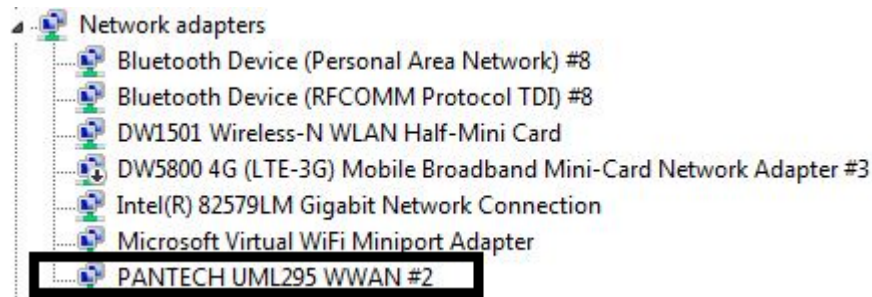 Network adapters
Bluetooth Device (Personal Area Network) #8
Bluetooth Device (RFCOMM Protocol TDI) #8
DW1501 Wireless-N WLAN Half-Mini Card
DW5800 4G (LTE-3G) Mobile Broadband Mini-Card Network Adapter #3
Intel(R) 82579LM Gigabit Network Connection
Microsoft Virtual WiFi Miniport Adapter
PANTECH UML295 WWAN #2